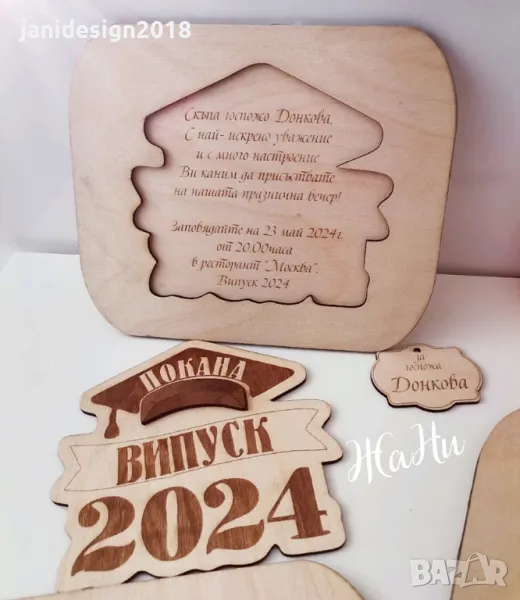 janidesign2018
Скъпа госпожо Донкова,
С най- искрено уважение
и с много настроение
Ви каним да присъствате
на нашата празнична вечер!
Заповядайте на 23 май 2024г.
от 20.00часа
в ресторант "Москва".
Випуск 2024
за
госпожа
Донкова
ПОКАНА
ВИПУСК
2024
ЖаНи
BAZAR